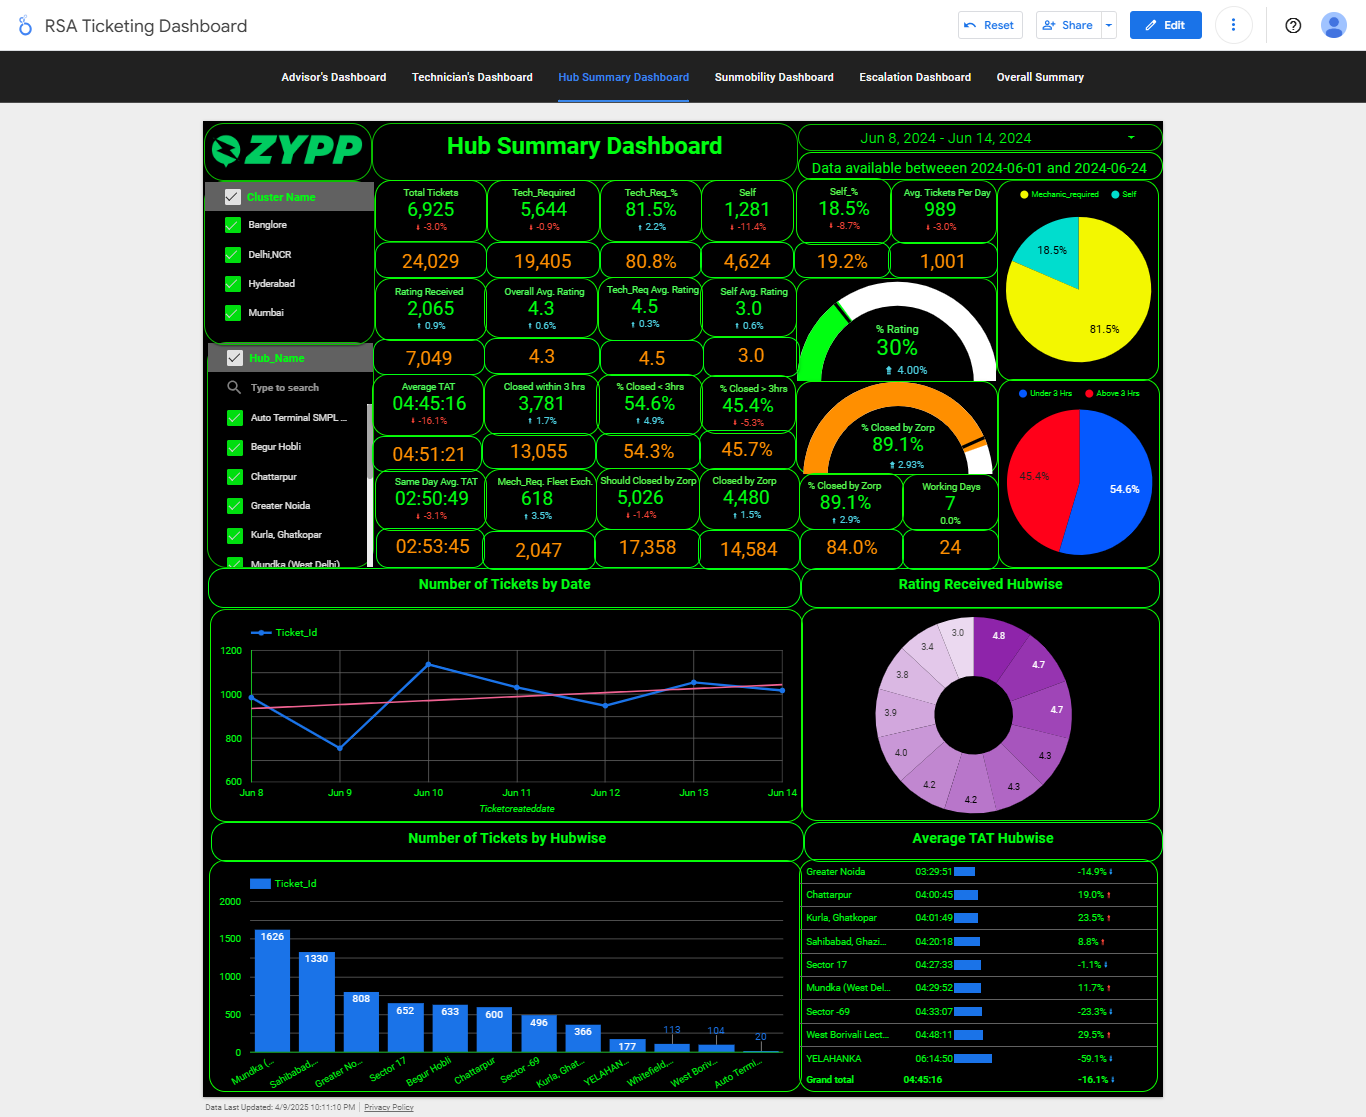 RSA Ticketing Dashboard
Reset
Share
Edit
Advisor's Dashboard
Technician's Dashboard
Hub Summary Dashboard
Sunmobility Dashboard
Escalation Dashboard
Overall Summary
ZYPP
Hub Summary Dashboard
Jun 8, 2024 - Jun 14, 2024
Data available betweeen 2024-06-01 and 2024-06-24
Cluster Name
Banglore
Delhi,NCR
Hyderabad
Mumbai
Hub_Name
Type to search
Auto Terminal SMPL ...
Begur Hobli
Chattarpur
Greater Noida
Kurla, Ghatkopar
Mundka (West Delhi)
Total Tickets
6,925
-3.0%
24,029
Tech_Required
5,644
-0.9%
19,405
Tech_Req_%
81.5%
2.2%
80.8%
Self
1,281
-11.4%
4,624
Self_%
18.5%
-8.7%
19.2%
Avg. Tickets Per Day
989
-3.0%
1,001
Rating Received
2,065
0.9%
7,049
Overall Avg. Rating
4.3
0.6%
4.3
Tech_Req Avg. Rating
4.5
0.3%
4.5
Self Avg. Rating
3.0
0.6%
3.0
% Rating
30%
4.00%
Average TAT
04:45:16
-16.1%
04:51:21
Closed within 3 hrs
3,781
1.7%
13,055
% Closed < 3hrs
54.6%
4.9%
54.3%
% Closed > 3hrs
45.4%
-5.3%
45.7%
% Closed by Zorp
89.1%
2.93%
Same Day Avg. TAT
02:50:49
-3.1%
02:53:45
Mech_Req. Fleet Exch.
618
3.5%
2,047
Should Closed by Zorp
5,026
-1.4%
17,358
Closed by Zorp
4,480
1.5%
14,584
% Closed by Zorp
89.1%
2.9%
84.0%
Working Days
7
0.0%
24
Mechanic_required
Self
18.5%
81.5%
Under 3 Hrs
Above 3 Hrs
45.4%
54.6%
Number of Tickets by Date
Ticket_Id
1200
1000
800
600
Jun 8
Jun 9
Jun 10
Jun 11
Jun 12
Jun 13
Jun 14
Ticketcreateddate
Rating Received Hubwise
4.8
4.7
4.7
4.3
4.3
4.2
4.2
4.0
3.9
3.8
3.4
3.0
Number of Tickets by Hubwise
Ticket_Id
2000
1500
1000
500
0
1626
1330
808
652
633
600
496
366
177
113
104
20
Mundka (...
Sahibabad,...
Greater No...
Sector 17
Begur Hobli
Chattarpur
Sector -69
Kurla, Ghat...
YELAHAN...
Whitefield,...
West Boriv...
Auto Termi...
Average TAT Hubwise
Greater Noida 03:29:51 -14.9%
Chattarpur 04:00:45 19.0%
Kurla, Ghatkopar 04:01:49 23.5%
Sahibabad, Ghazi... 04:20:18 8.8%
Sector 17 04:27:33 -1.1%
Mundka (West Del... 04:29:52 11.7%
Sector -69 04:33:07 -23.3%
West Borivali Lect... 04:48:11 29.5%
YELAHANKA 06:14:50 -59.1%
Grand total 04:45:16 -16.1%
Data Last Updated: 4/9/2025 10:11:10 PM
Privacy Policy